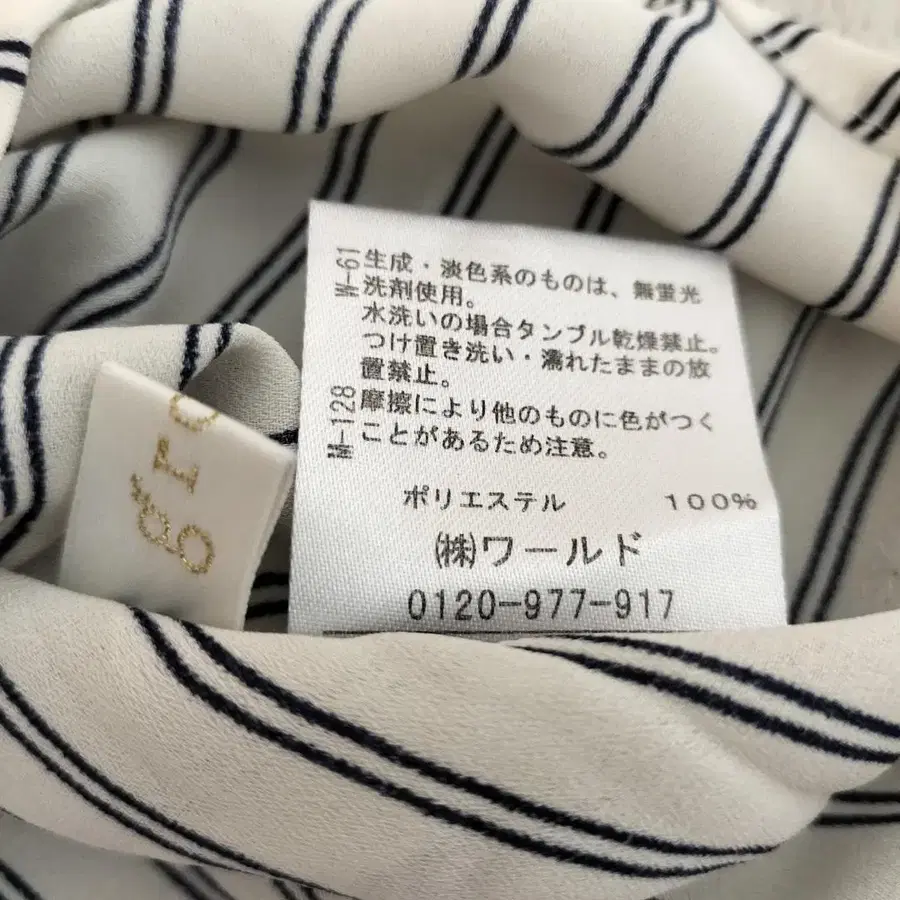 W-61
生成・淡色系のものは、無蛍光
洗剤使用。
水洗いの場合タンブル乾燥禁止。
つけ置き洗い・濡れたままの放
置禁止。
W-128
摩擦により他のものに色がつく
ことがあるため注意。
ポリエステル 100%
㈱ワールド
0120-977-917